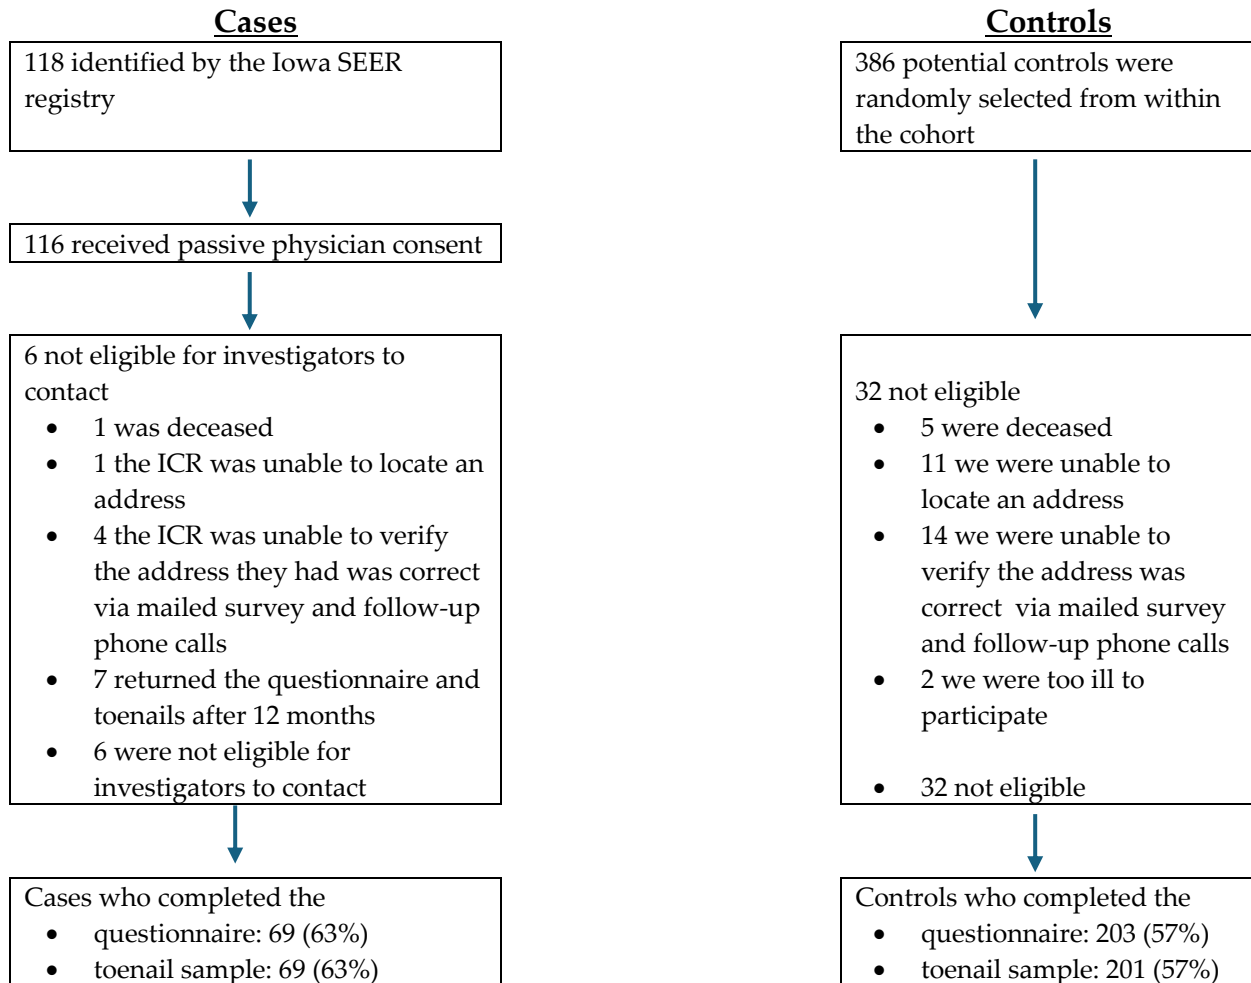 Cases
118 identified by the Iowa SEER
registry
116 received passive physician consent
6 not eligible for investigators to
contact
• 1 was deceased
• 1 the ICR was unable to locate an
address
• 4 the ICR was unable to verify
the address they had was correct
via mailed survey and follow-up
phone calls
• 7 returned the questionnaire and
toenails after 12 months
• 6 were not eligible for
investigators to contact
Cases who completed the
• questionnaire: 69 (63%)
• toenail sample: 69 (63%)
Controls
386 potential controls were
randomly selected from within
the cohort
32 not eligible
• 5 were deceased
• 11 we were unable to
locate an address
• 14 we were unable to
verify the address was
correct via mailed survey
and follow-up phone calls
• 2 we were too ill to
participate
• 32 not eligible
Controls who completed the
• questionnaire: 203 (57%)
• toenail sample: 201 (57%)